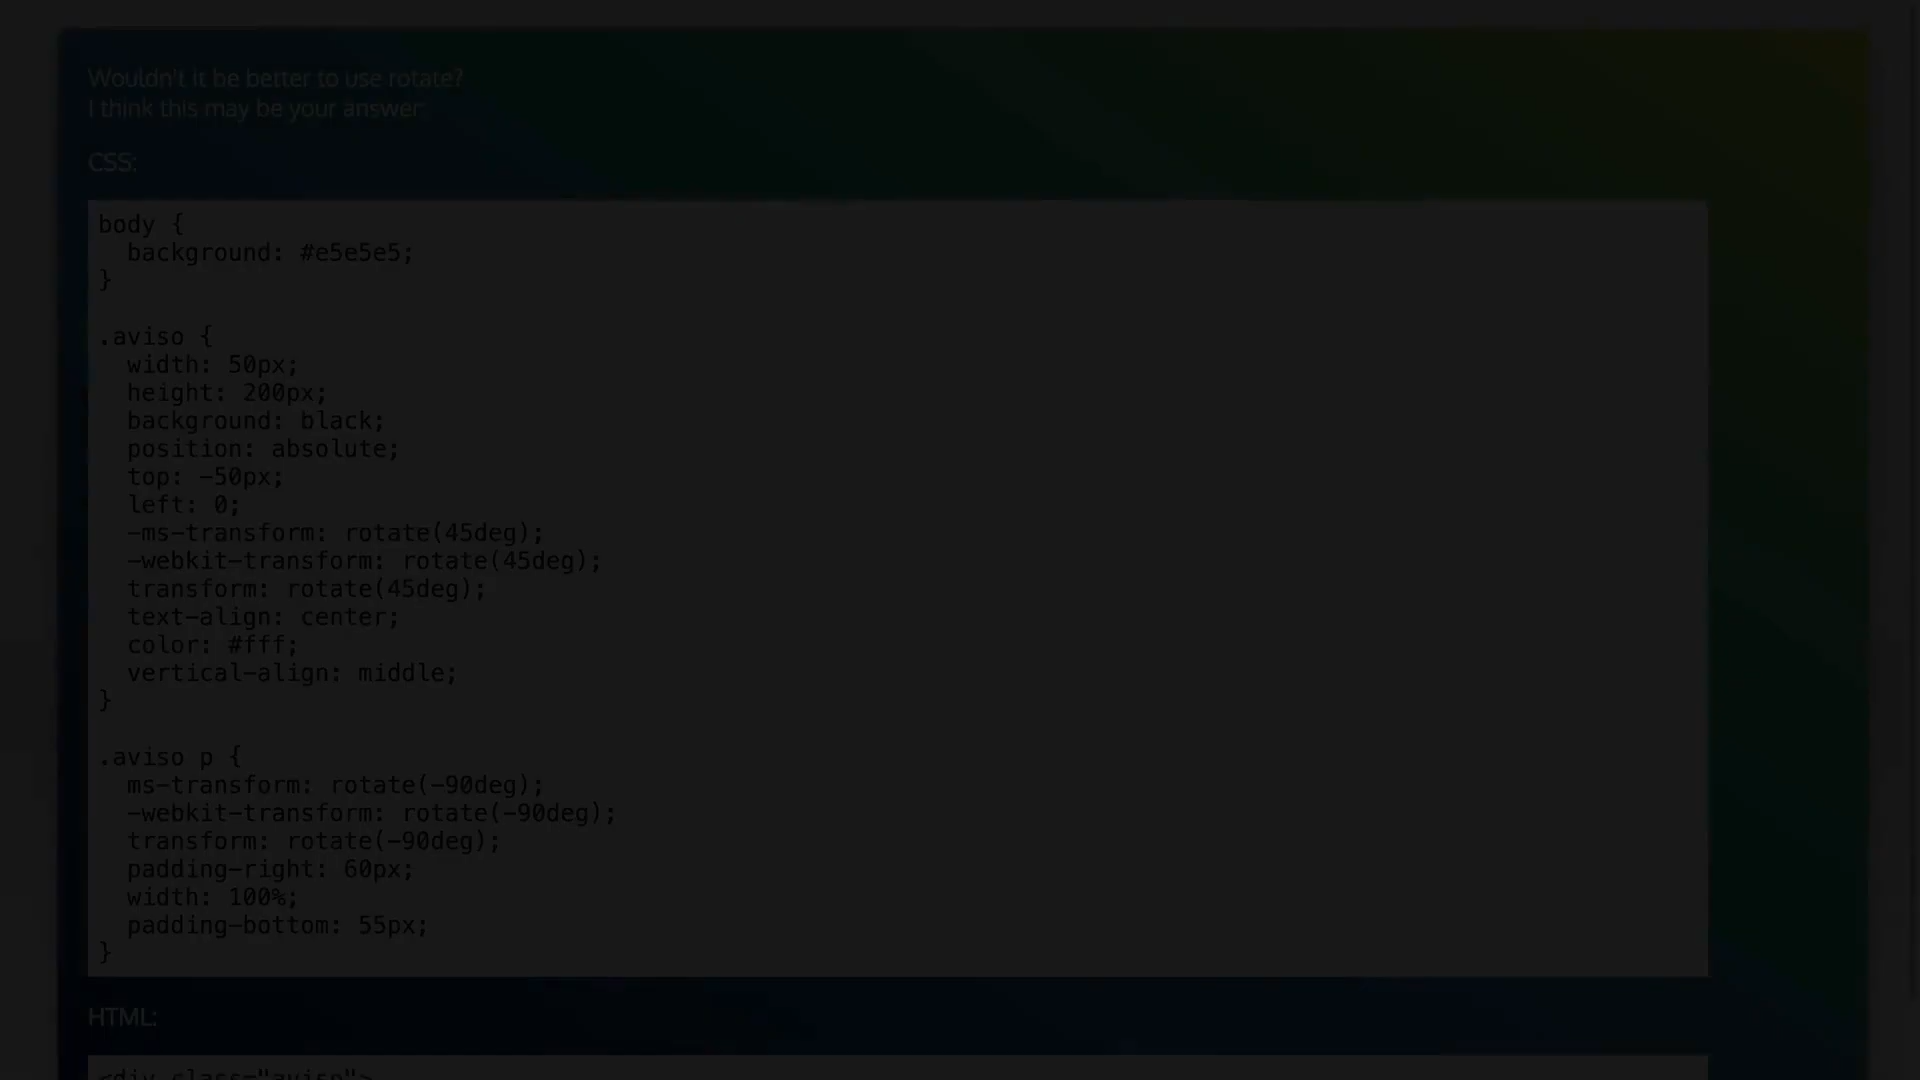 Wouldn't it be better to use rotate?
I think this may be your answer:
CSS:
body {
  background: #e5e5e5;
}
.aviso {
  width: 50px;
  height: 200px;
  background: black;
  position: absolute;
  top: -50px;
  left: 0;
  -ms-transform: rotate(45deg);
  -webkit-transform: rotate(45deg);
  transform: rotate(45deg);
  text-align: center;
  color: #fff;
  vertical-align: middle;
}
.aviso p {
  ms-transform: rotate(-90deg);
  -webkit-transform: rotate(-90deg);
  transform: rotate(-90deg);
  padding-right: 60px;
  width: 100%;
  padding-bottom: 55px;
}
HTML:
<div class="aviso">